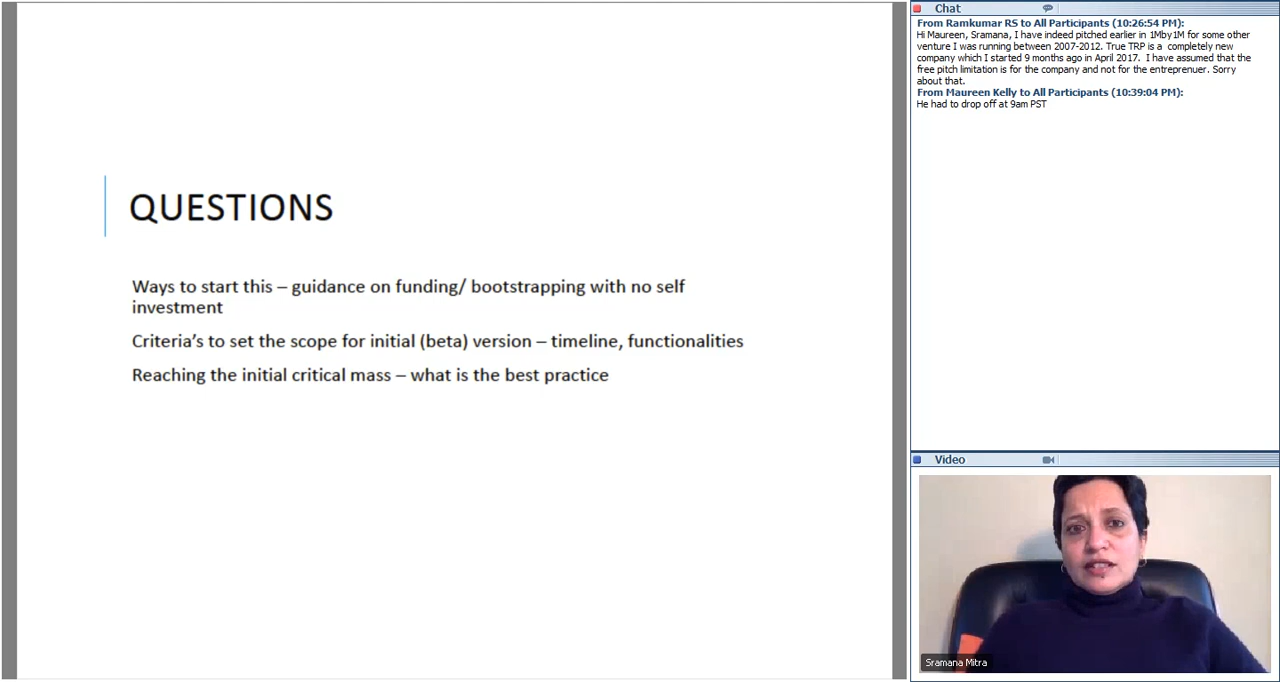 QUESTIONS
Ways to start this – guidance on funding/ bootstrapping with no self
investment
Criteria's to set the scope for initial (beta) version – timeline, functionalities
Reaching the initial critical mass – what is the best practice
Chat
From Ramkumar RS to All Participants (10:26:54 PM):
Hi Maureen, Sramana, I have indeed pitched earlier in 1Mby1M for some other
venture I was running between 2007-2012. True TRP is a completely new
company which I started 9 months ago in April 2017. I have assumed that the
free pitch limitation is for the company and not for the entreprenuer. Sorry
about that.
From Maureen Kelly to All Participants (10:39:04 PM):
He had to drop off at 9am PST
Video
Sramana Mitra